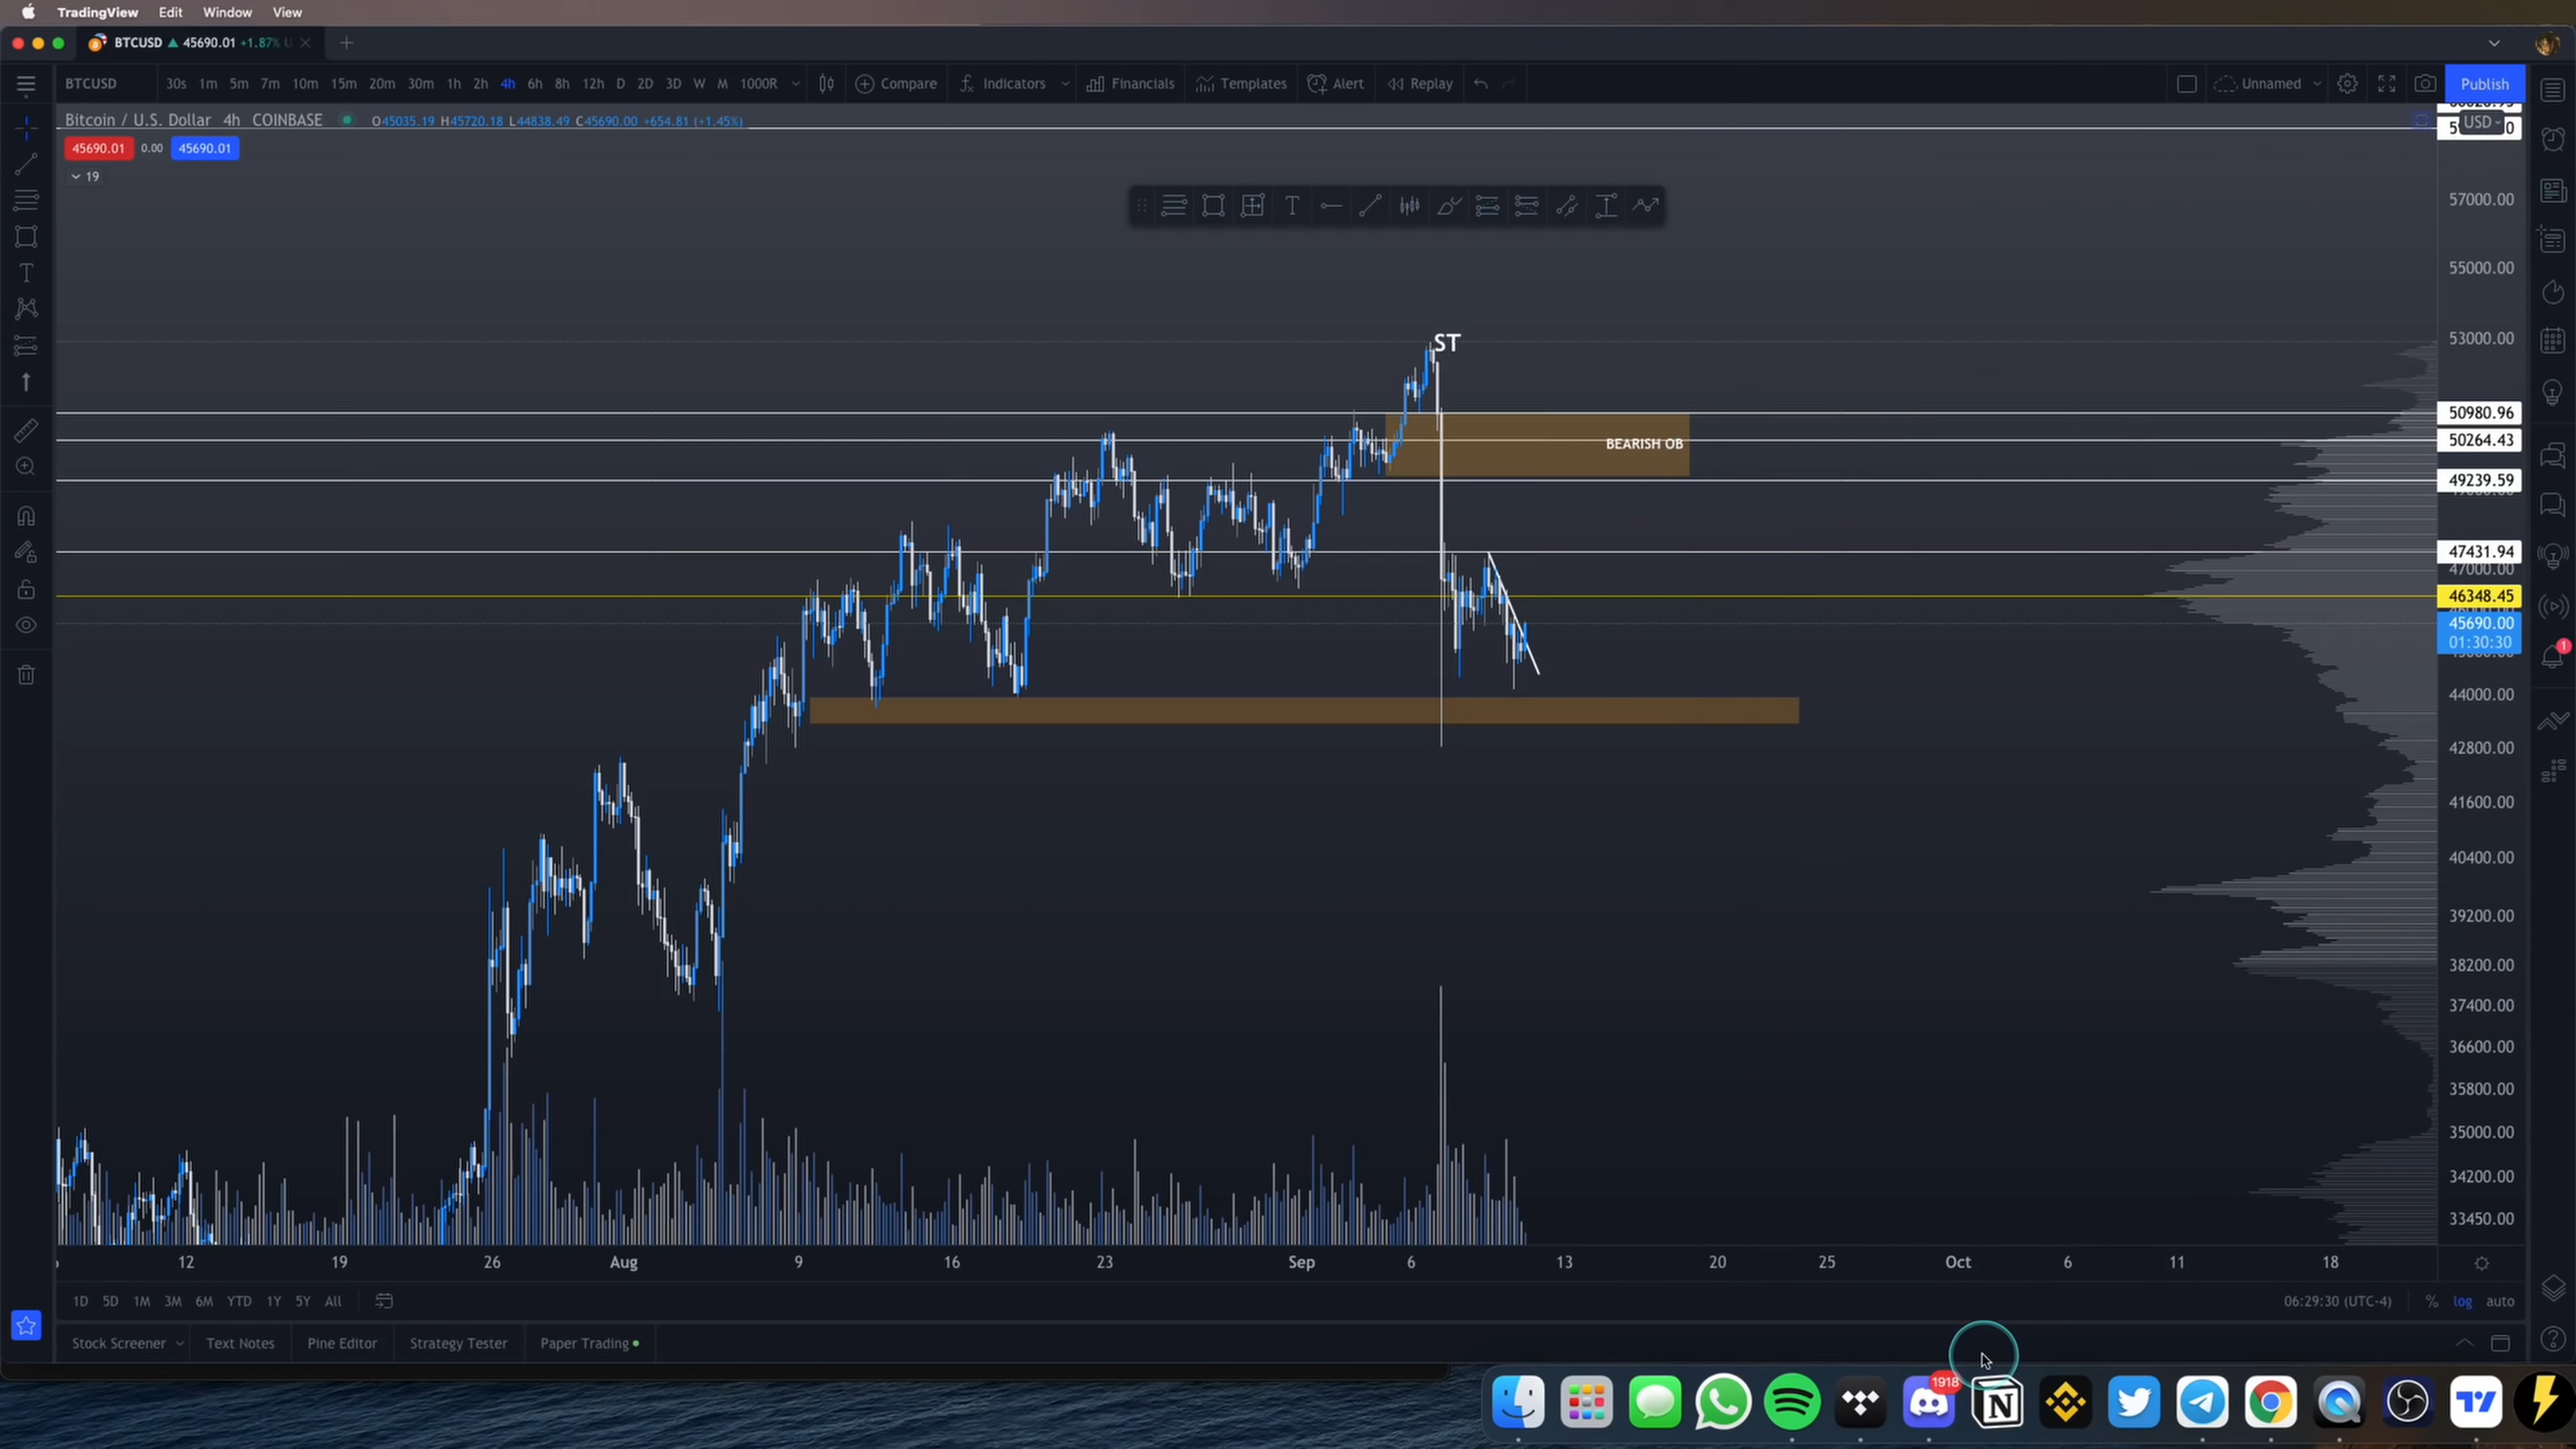 TradingView Edit Window View
BTCUSD ▲ 45690.01 +1.87% U
BTCUSD 30s 1m 5m 7m 10m 15m 20m 30m 1h 2h 4h 6h 8h 12h D 2D 3D W M 1000R Compare Indicators Financials Templates Alert Replay Unnamed Publish
Bitcoin / U.S. Dollar 4h COINBASE O45035.19 H45720.18 L44838.49 C45690.00 +654.81 (+1.45%)
USD
45690.01 0.00 45690.01
19
57000.00
55000.00
ST
53000.00
50980.96
BEARISH OB
50264.43
49239.59
47431.94
47000.00
46348.45
45690.00
01:30:30
1
44000.00
42800.00
41600.00
40400.00
39200.00
38200.00
37400.00
36600.00
35800.00
35000.00
34200.00
33450.00
12 19 26 Aug 9 16 23 Sep 6 13 20 25 Oct 6 11 18
1D 5D 1M 3M 6M YTD 1Y 5Y All 06:29:30 (UTC-4) % log auto
Stock Screener Text Notes Pine Editor Strategy Tester Paper Trading
1918